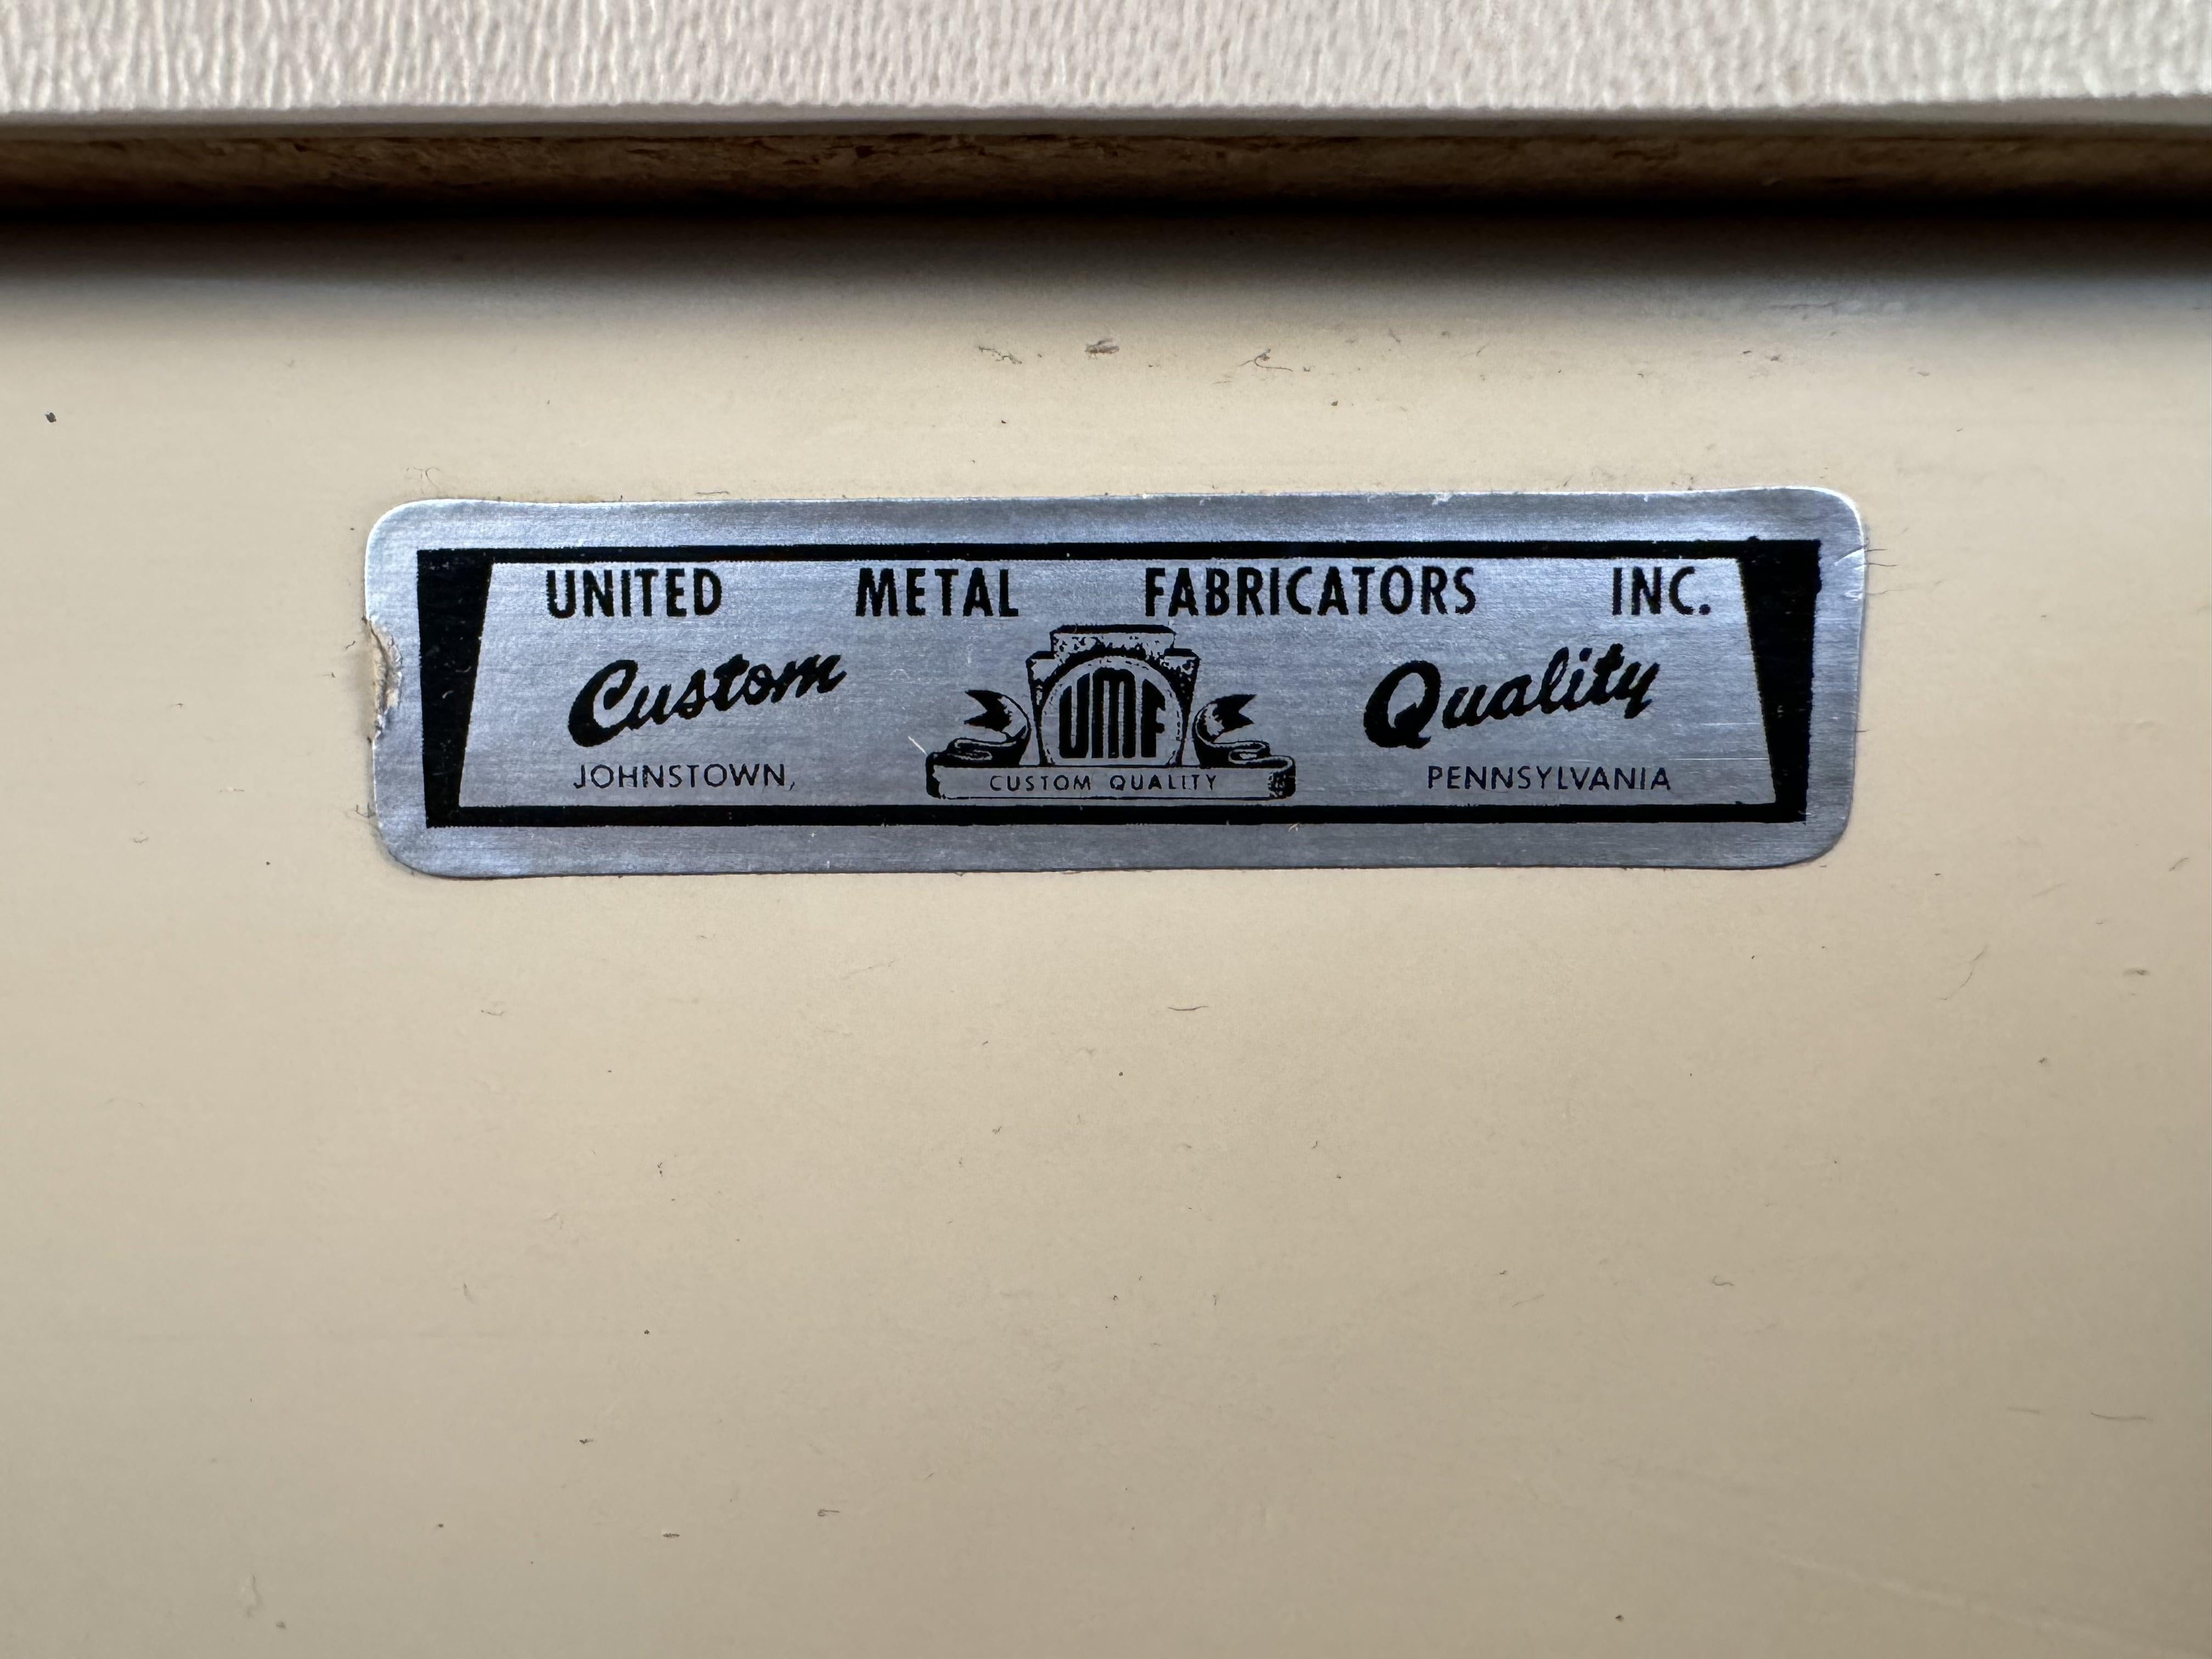 UNITED METAL FABRICATORS INC.
Custom UMF Quality
JOHNSTOWN, CUSTOM QUALITY PENNSYLVANIA